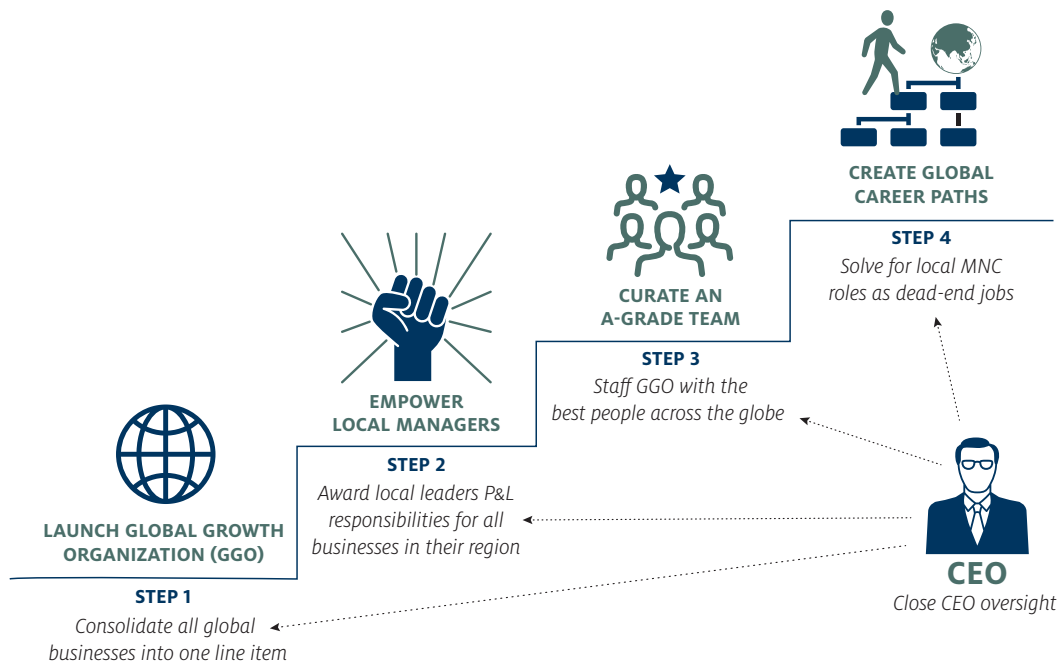 LAUNCH GLOBAL GROWTH
ORGANIZATION (GGO)
STEP 1
Consolidate all global
businesses into one line item
EMPOWER
LOCAL MANAGERS
STEP 2
Award local leaders P&L
responsibilities for all
businesses in their region
CURATE AN
A-GRADE TEAM
STEP 3
Staff GGO with the
best people across the globe
CREATE GLOBAL
CAREER PATHS
STEP 4
Solve for local MNC
roles as dead-end jobs
CEO
Close CEO oversight